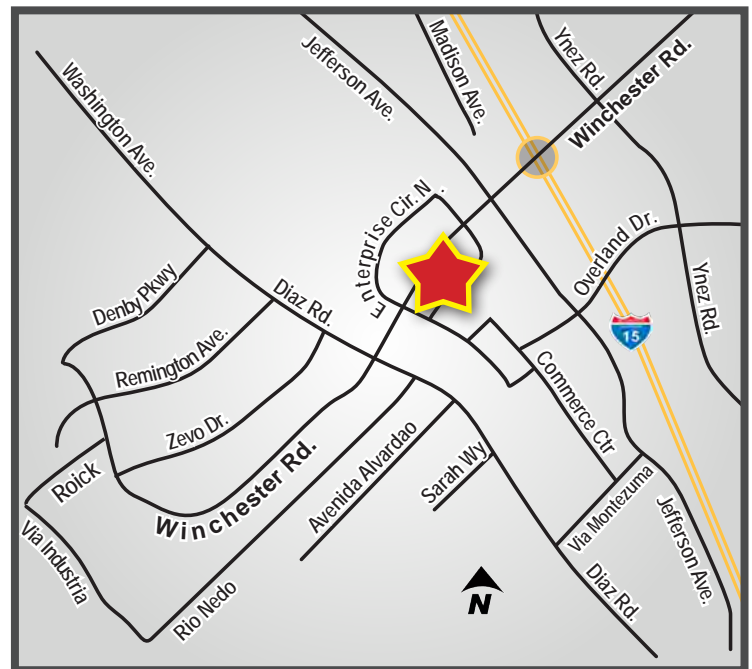 Washington Ave.
Jefferson Ave.
Madison Ave.
Ynez Rd.
Winchester Rd.
Enterprise Cir. N.
Overland Dr.
Ynez Rd.
15
Denby Pkwy
Diaz Rd.
Remington Ave.
Zevo Dr.
Commerce Ctr
Winchester Rd.
Avenida Alvardao
Sarah Wy
Roick
Via Industria
Rio Nedo
Via Montezuma
Jefferson Ave.
Diaz Rd.
N